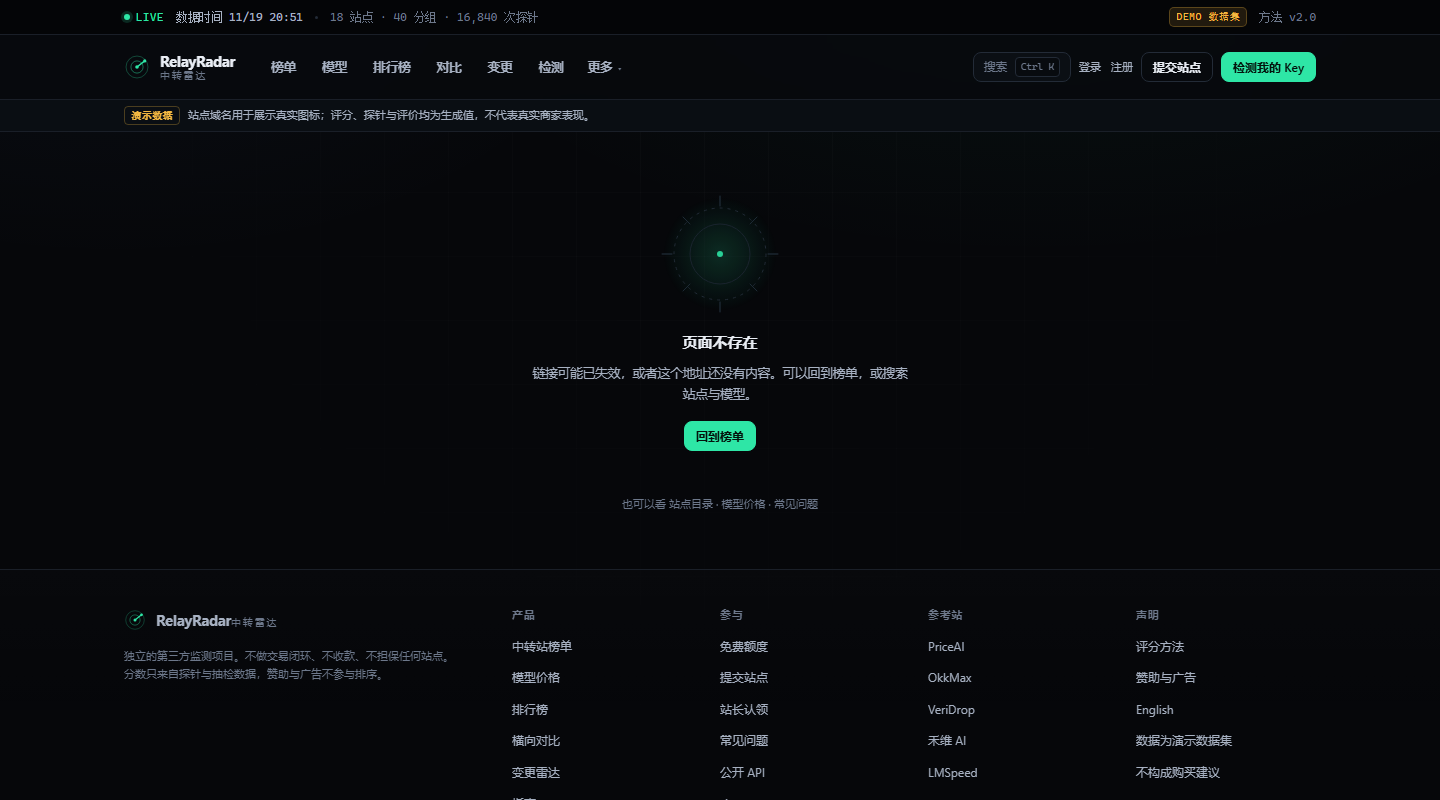 LIVE 数据时间 11/19 20:51 · 18 站点 · 40 分组 · 16,840 次探针
DEMO 数据集 方法 v2.0
RelayRadar
中转雷达
榜单 模型 排行榜 对比 变更 检测 更多
搜索 Ctrl K 登录 注册 提交站点 检测我的 Key
演示数据 站点域名用于展示真实图标；评分、探针与评价均为生成值，不代表真实商家表现。
页面不存在
链接可能已失效，或者这个地址还没有内容。可以回到榜单，或搜索
站点与模型。
回到榜单
也可以看 站点目录 · 模型价格 · 常见问题
RelayRadar中转雷达
独立的第三方监测项目。不做交易闭环、不收款、不担保任何站点。
分数只来自探针与抽检数据，赞助与广告不参与排序。
产品
中转站榜单
模型价格
排行榜
横向对比
变更雷达
参与
免费额度
提交站点
站长认领
常见问题
公开 API
参考站
PriceAI
OkkMax
VeriDrop
禾维 AI
LMSpeed
声明
评分方法
赞助与广告
English
数据为演示数据集
不构成购买建议